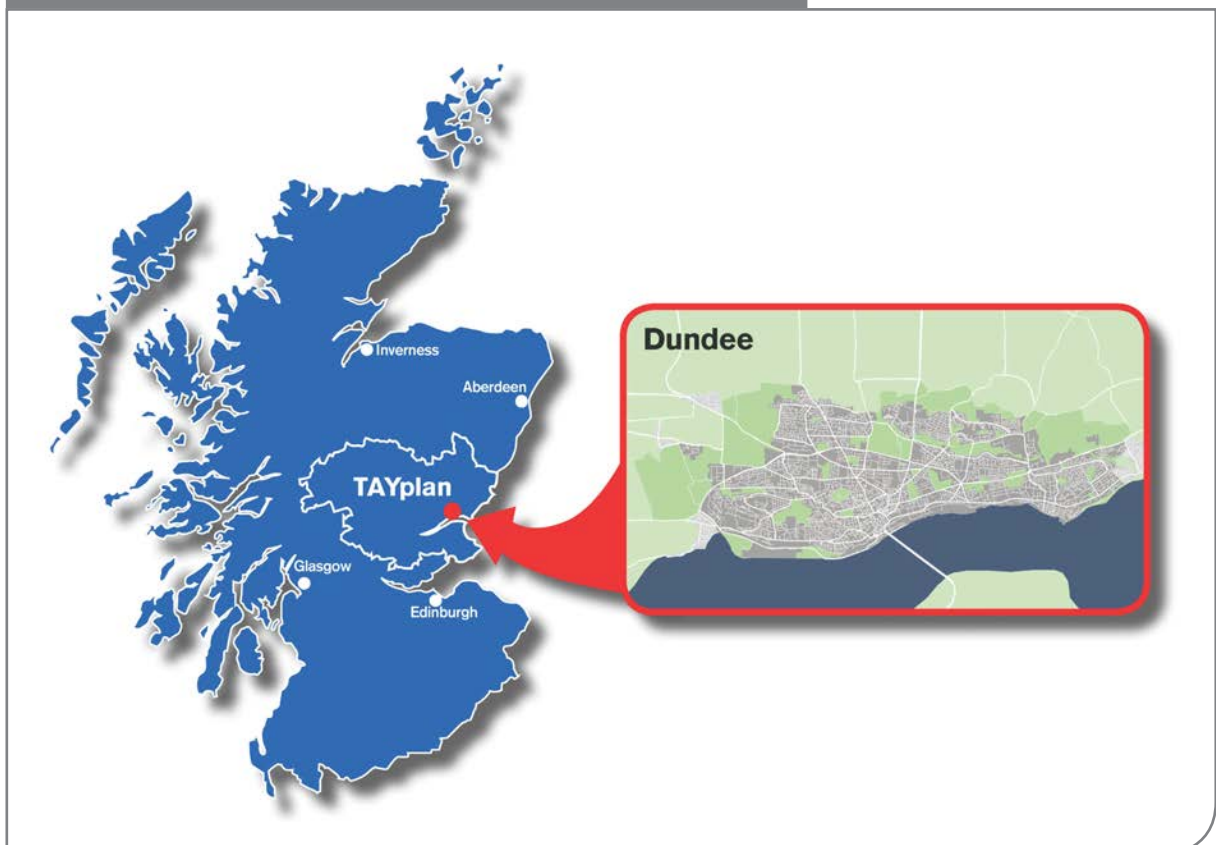 Inverness
Aberdeen
TAYplan
Glasgow
Edinburgh
Dundee